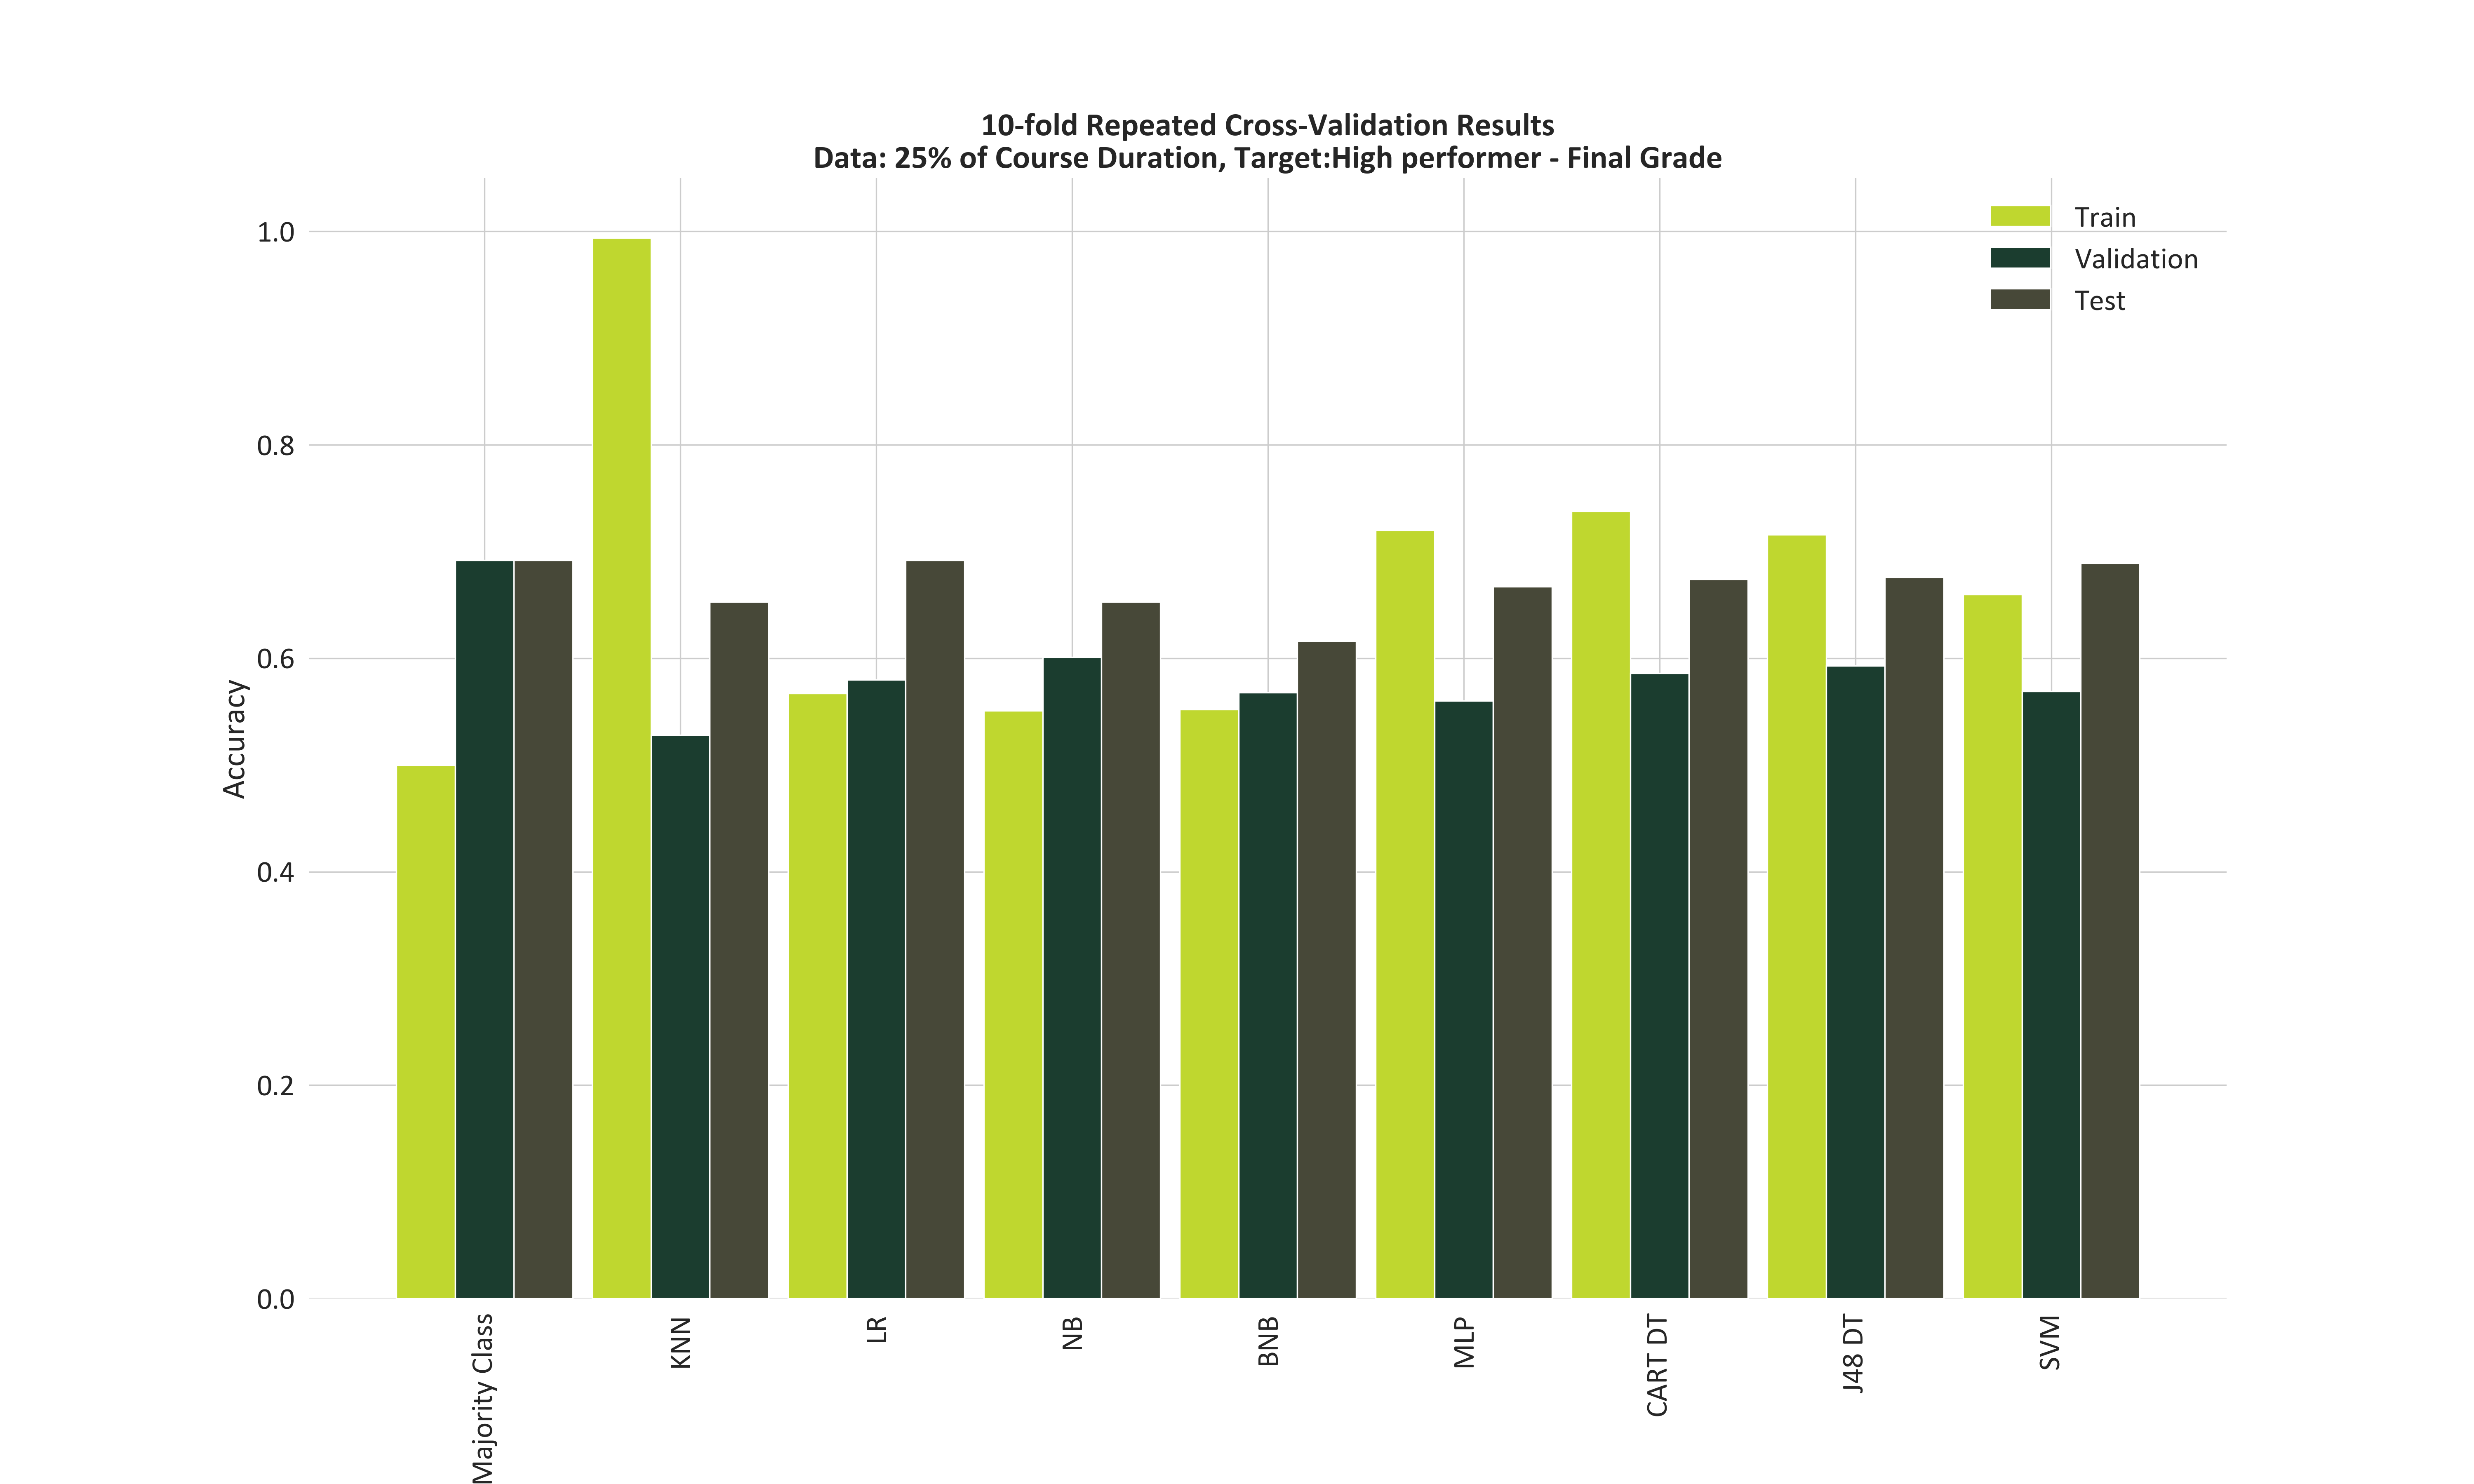 10-fold Repeated Cross-Validation Results
Data: 25% of Course Duration, Target:High performer - Final Grade
Train
Validation
Test
Accuracy
1.0
0.8
0.6
0.4
0.2
0.0
Majority Class
KNN
LR
NB
BNB
MLP
CART DT
J48 DT
SVM